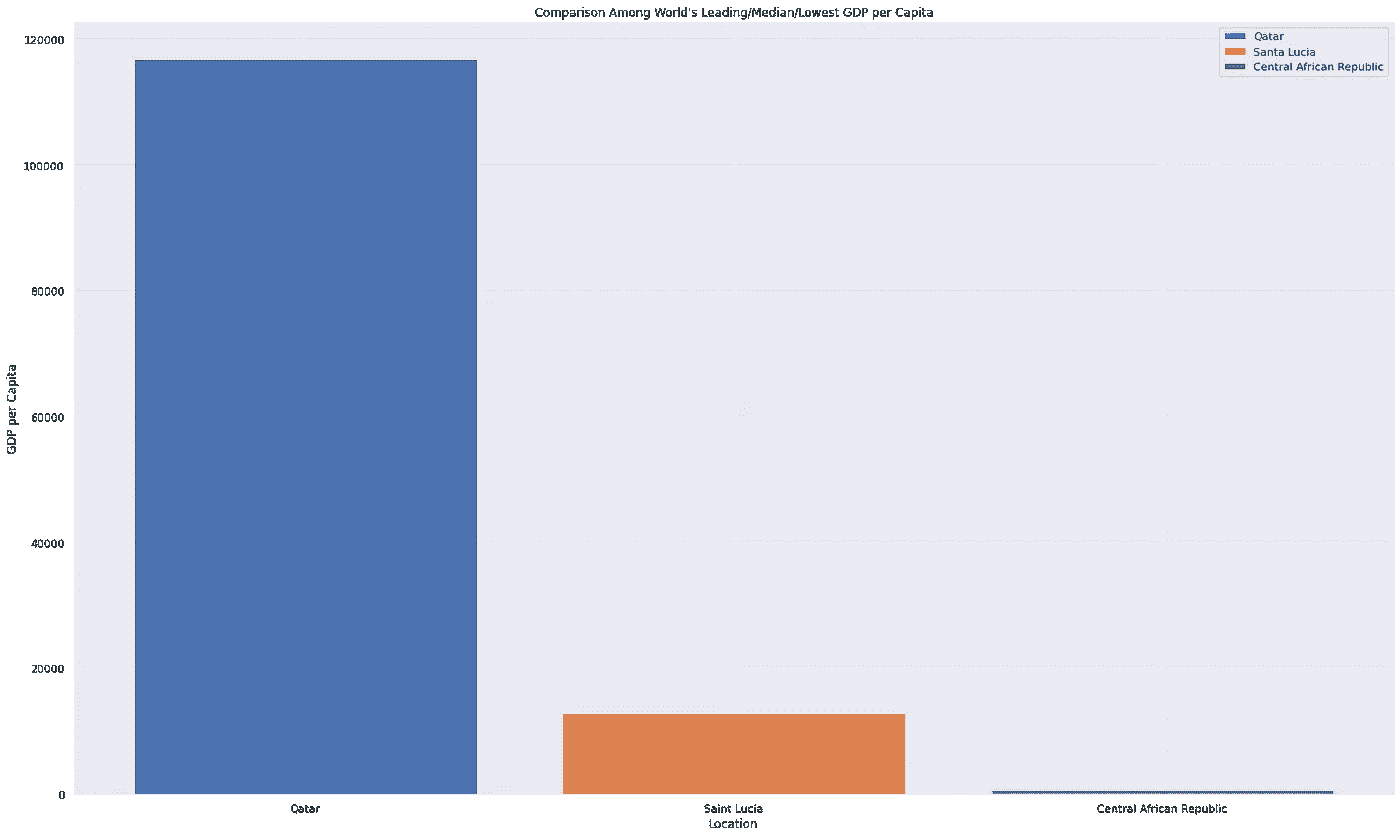 Comparison Among World's Leading/Median/Lowest GDP per Capita
Qatar
Santa Lucia
Central African Republic
GDP per Capita
120000
100000
80000
60000
40000
20000
0
Qatar
Saint Lucia
Central African Republic
Location